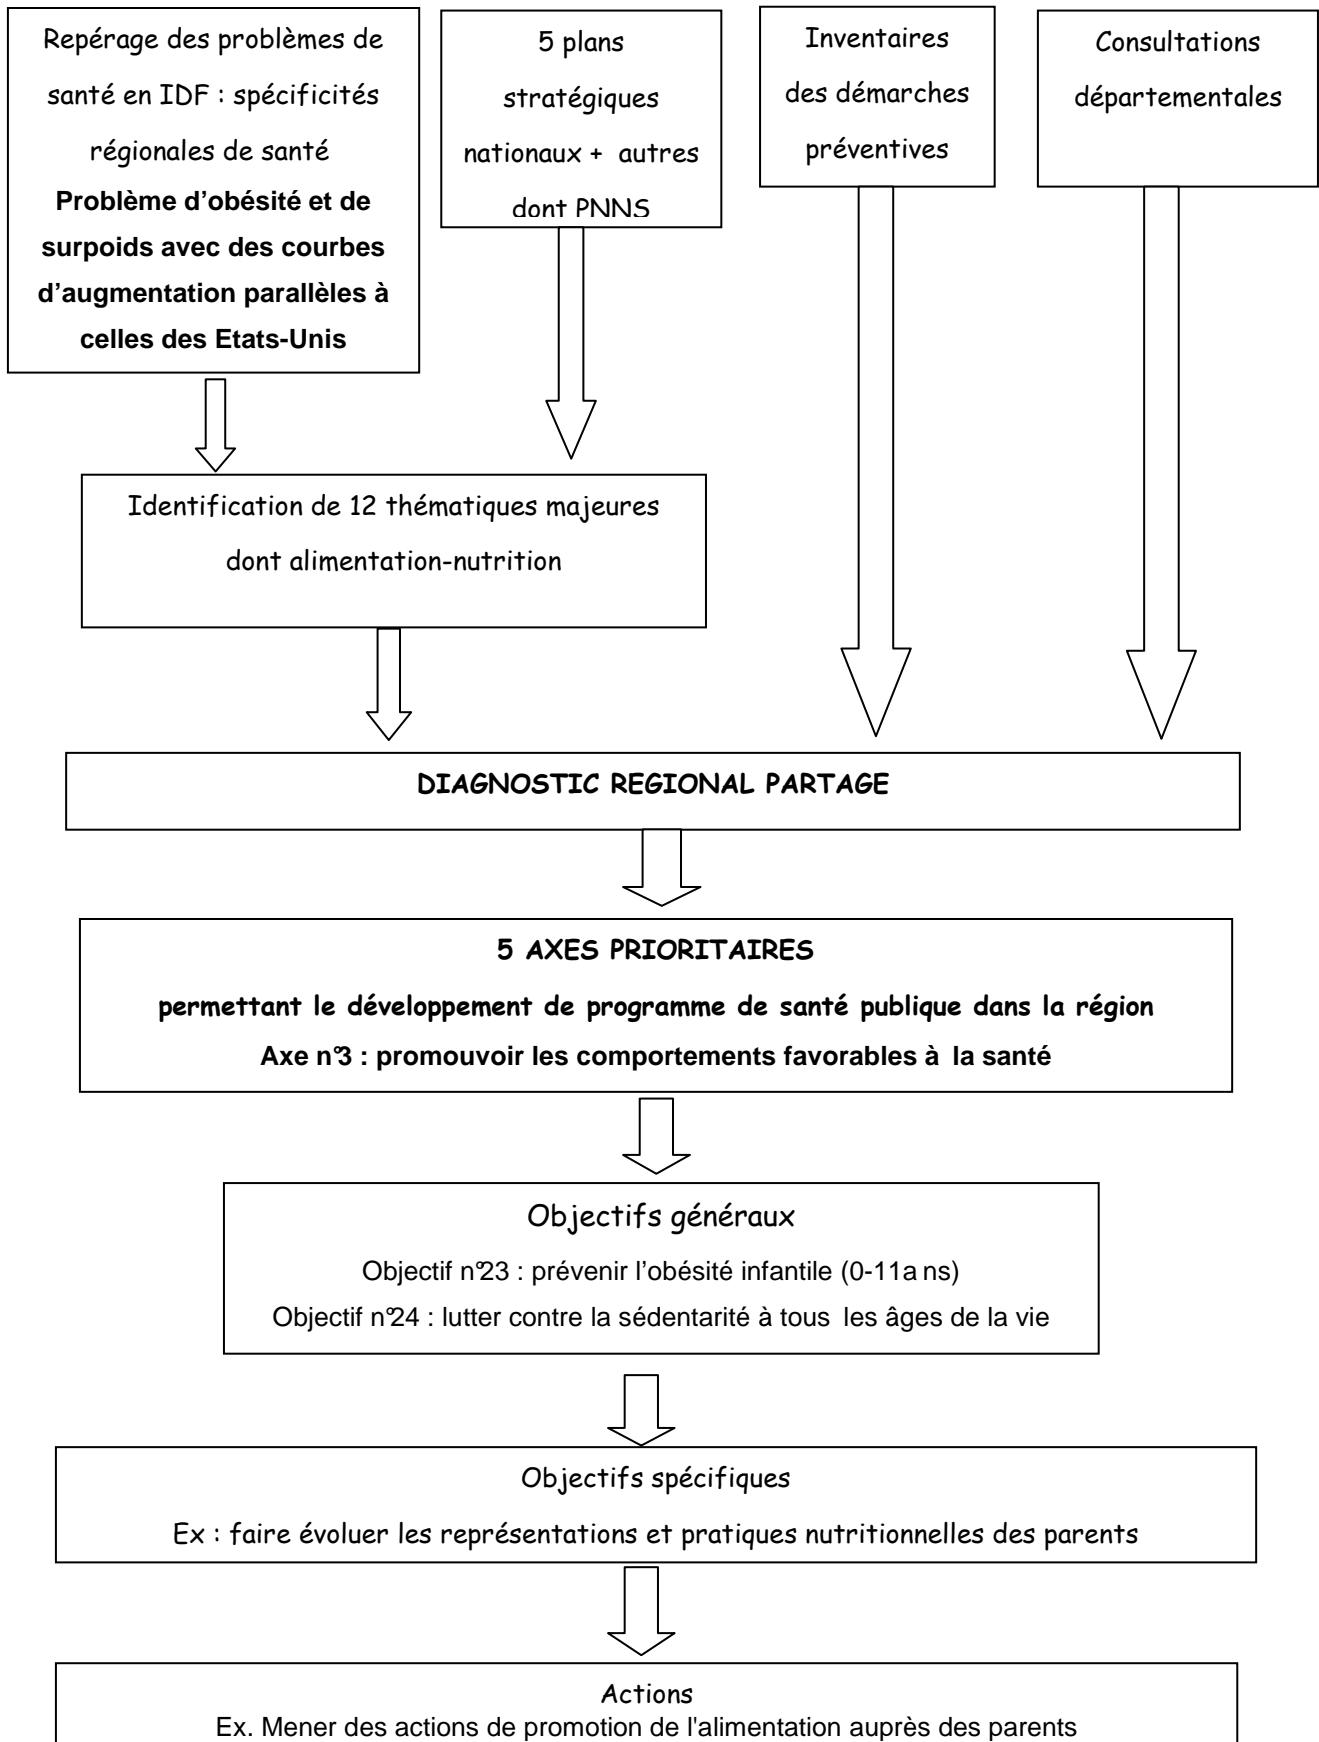 Repérage des problèmes de
santé en IDF : spécificités
régionales de santé
Problème d’obésité et de
surpoids avec des courbes
d’augmentation parallèles à
celles des Etats-Unis
5 plans
stratégiques
nationaux + autres
dont PNNS
Inventaires
des démarches
préventives
Consultations
départementales
Identification de 12 thématiques majeures
dont alimentation-nutrition
DIAGNOSTIC REGIONAL PARTAGE
5 AXES PRIORITAIRES
permettant le développement de programme de santé publique dans la région
Axe n°3 : promouvoir les comportements favorables à la santé
Objectifs généraux
Objectif n°23 : prévenir l’obésité infantile (0-11a ns)
Objectif n°24 : lutter contre la sédentarité à tous les âges de la vie
Objectifs spécifiques
Ex : faire évoluer les représentations et pratiques nutritionnelles des parents
Actions
Ex. Mener des actions de promotion de l'alimentation auprès des parents